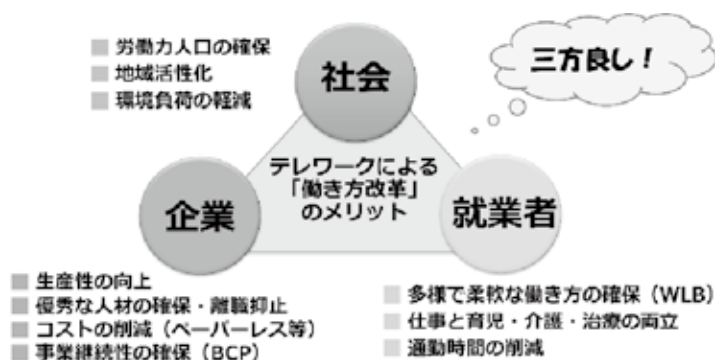 労働力人口の確保
地域活性化
環境負荷の軽減
社会
三方良し！
テレワークによる
「働き方改革」
のメリット
企業
就業者
生産性の向上
優秀な人材の確保・離職抑止
コストの削減（ペーパーレス等）
事業継続性の確保（BCP）
多様で柔軟な働き方の確保（WLB）
仕事と育児・介護・治療の両立
通勤時間の削減